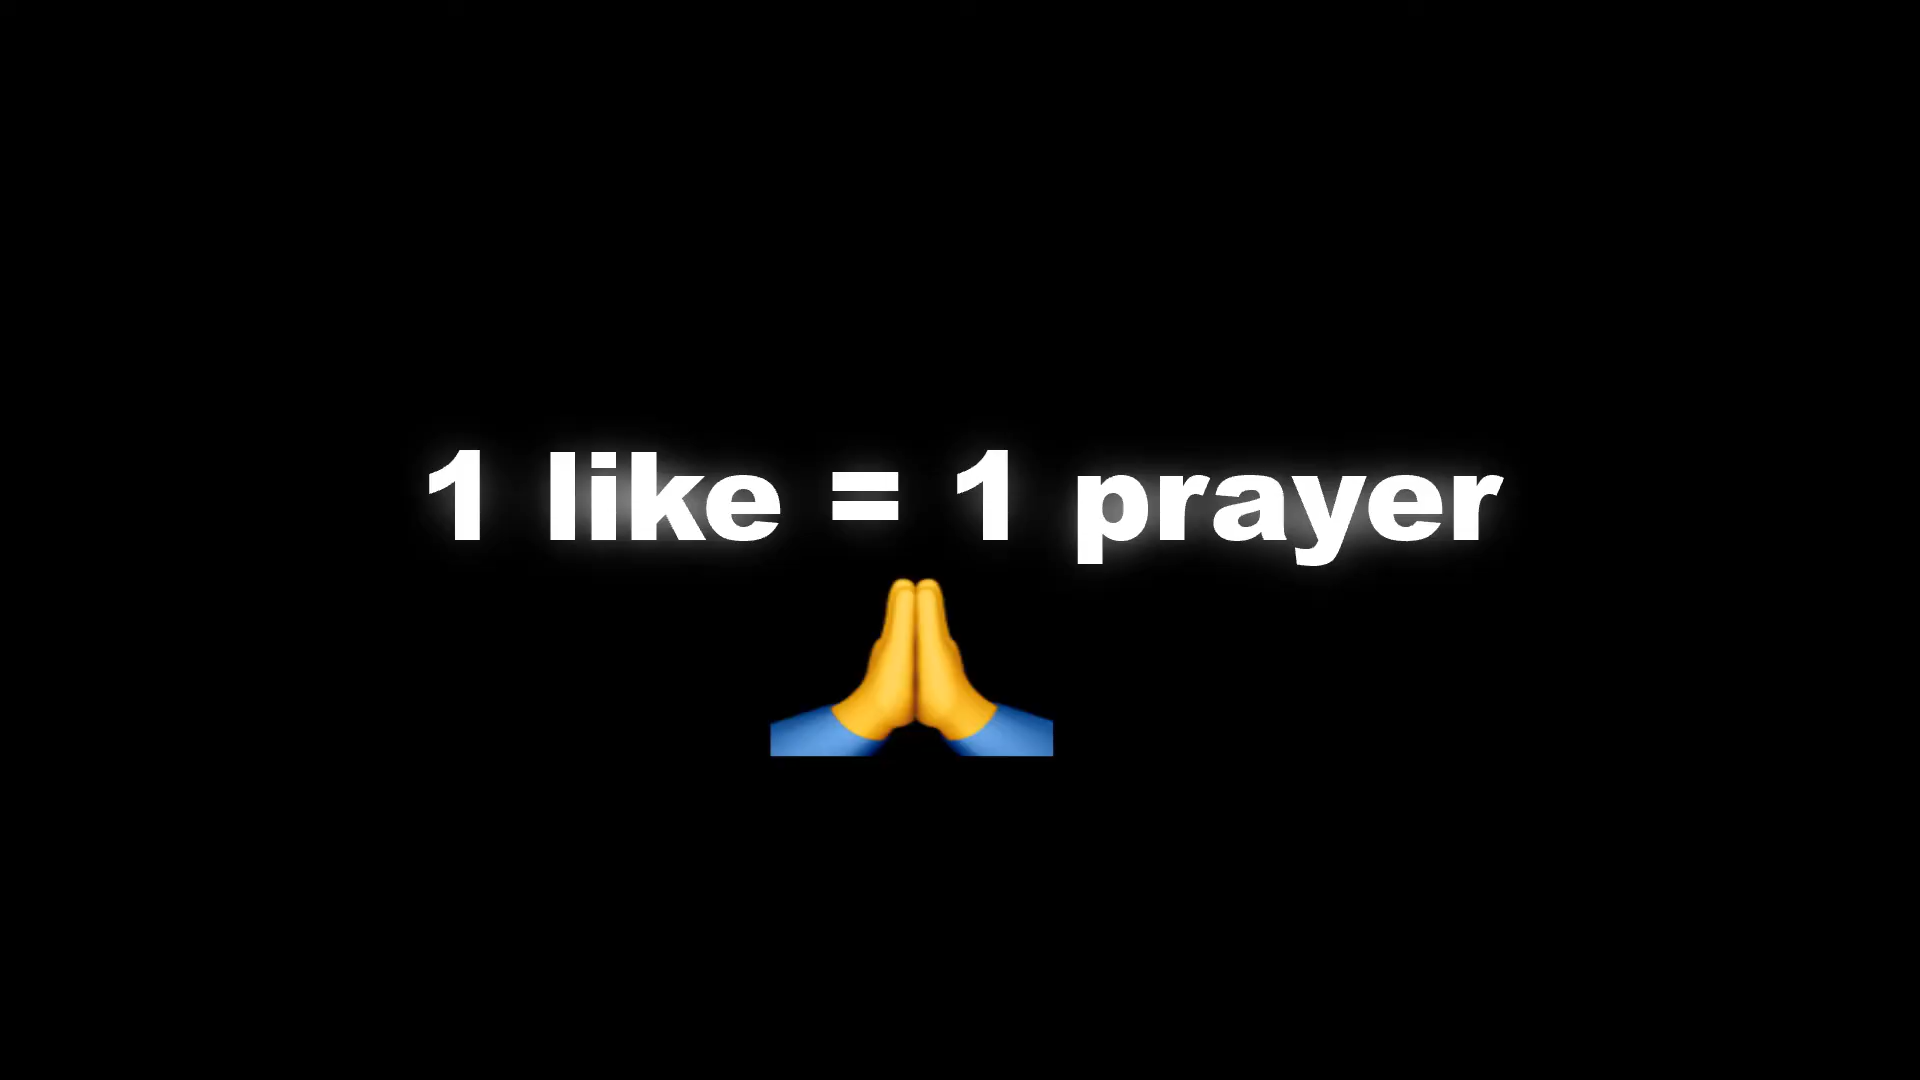 1 like = 1 prayer